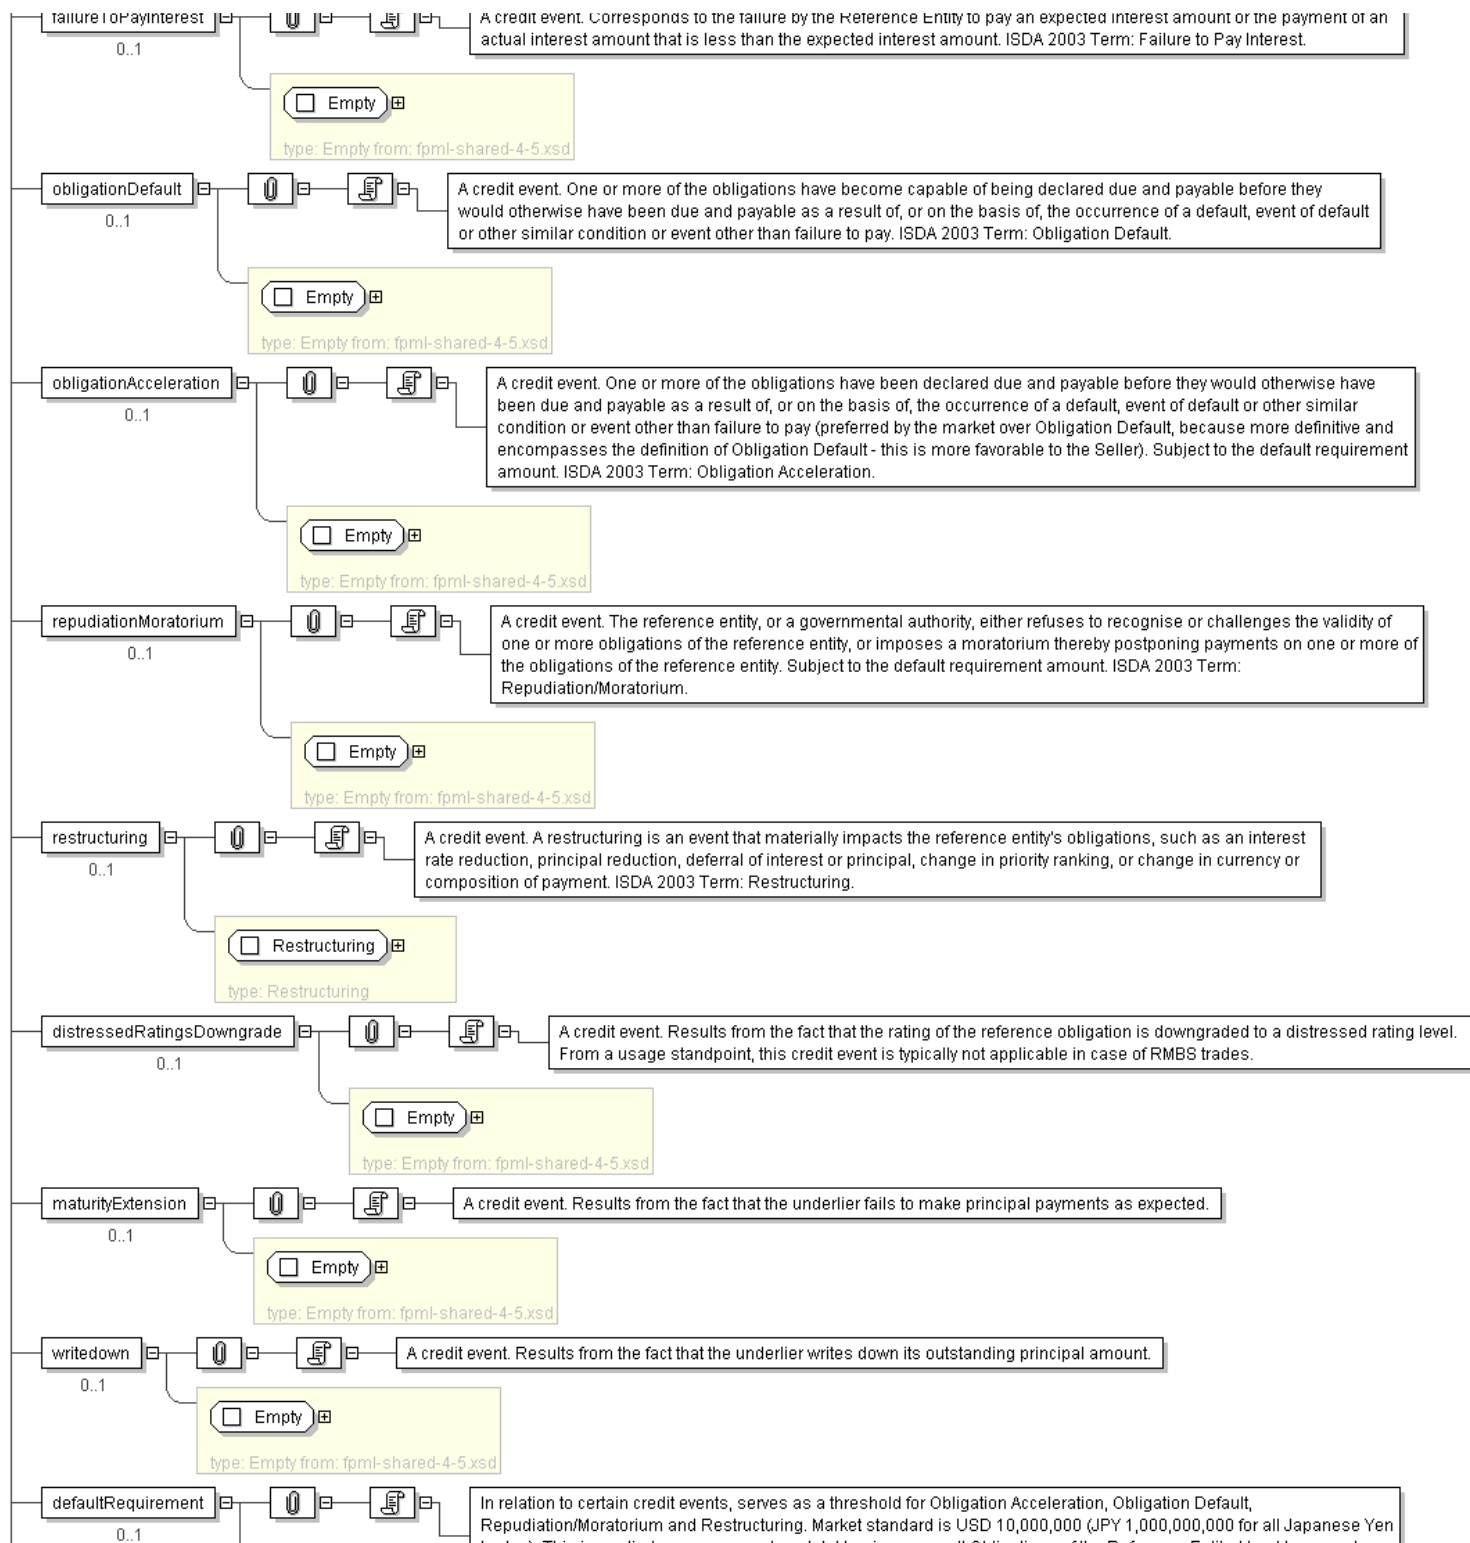 failureToPayInterest
0..1
A credit event. Corresponds to the failure by the Reference Entity to pay an expected interest amount or the payment of an
actual interest amount that is less than the expected interest amount. ISDA 2003 Term: Failure to Pay Interest.
Empty
type: Empty from: fpml-shared-4-5.xsd
obligationDefault
0..1
A credit event. One or more of the obligations have become capable of being declared due and payable before they
would otherwise have been due and payable as a result of, or on the basis of, the occurrence of a default, event of default
or other similar condition or event other than failure to pay. ISDA 2003 Term: Obligation Default.
Empty
type: Empty from: fpml-shared-4-5.xsd
obligationAcceleration
0..1
A credit event. One or more of the obligations have been declared due and payable before they would otherwise have
been due and payable as a result of, or on the basis of, the occurrence of a default, event of default or other similar
condition or event other than failure to pay (preferred by the market over Obligation Default, because more definitive and
encompasses the definition of Obligation Default - this is more favorable to the Seller). Subject to the default requirement
amount. ISDA 2003 Term: Obligation Acceleration.
Empty
type: Empty from: fpml-shared-4-5.xsd
repudiationMoratorium
0..1
A credit event. The reference entity, or a governmental authority, either refuses to recognise or challenges the validity of
one or more obligations of the reference entity, or imposes a moratorium thereby postponing payments on one or more of
the obligations of the reference entity. Subject to the default requirement amount. ISDA 2003 Term:
Repudiation/Moratorium.
Empty
type: Empty from: fpml-shared-4-5.xsd
restructuring
0..1
A credit event. A restructuring is an event that materially impacts the reference entity's obligations, such as an interest
rate reduction, principal reduction, deferral of interest or principal, change in priority ranking, or change in currency or
composition of payment. ISDA 2003 Term: Restructuring.
Restructuring
type: Restructuring
distressedRatingsDowngrade
0..1
A credit event. Results from the fact that the rating of the reference obligation is downgraded to a distressed rating level.
From a usage standpoint, this credit event is typically not applicable in case of RMBS trades.
Empty
type: Empty from: fpml-shared-4-5.xsd
maturityExtension
0..1
A credit event. Results from the fact that the underlier fails to make principal payments as expected.
Empty
type: Empty from: fpml-shared-4-5.xsd
writedown
0..1
A credit event. Results from the fact that the underlier writes down its outstanding principal amount.
Empty
type: Empty from: fpml-shared-4-5.xsd
defaultRequirement
0..1
In relation to certain credit events, serves as a threshold for Obligation Acceleration, Obligation Default,
Repudiation/Moratorium and Restructuring. Market standard is USD 10,000,000 (JPY 1,000,000,000 for all Japanese Yen